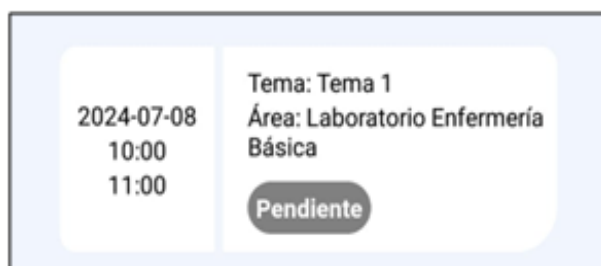 2024-07-08
10:00
11:00
Tema: Tema 1
Área: Laboratorio Enfermería
Básica
Pendiente